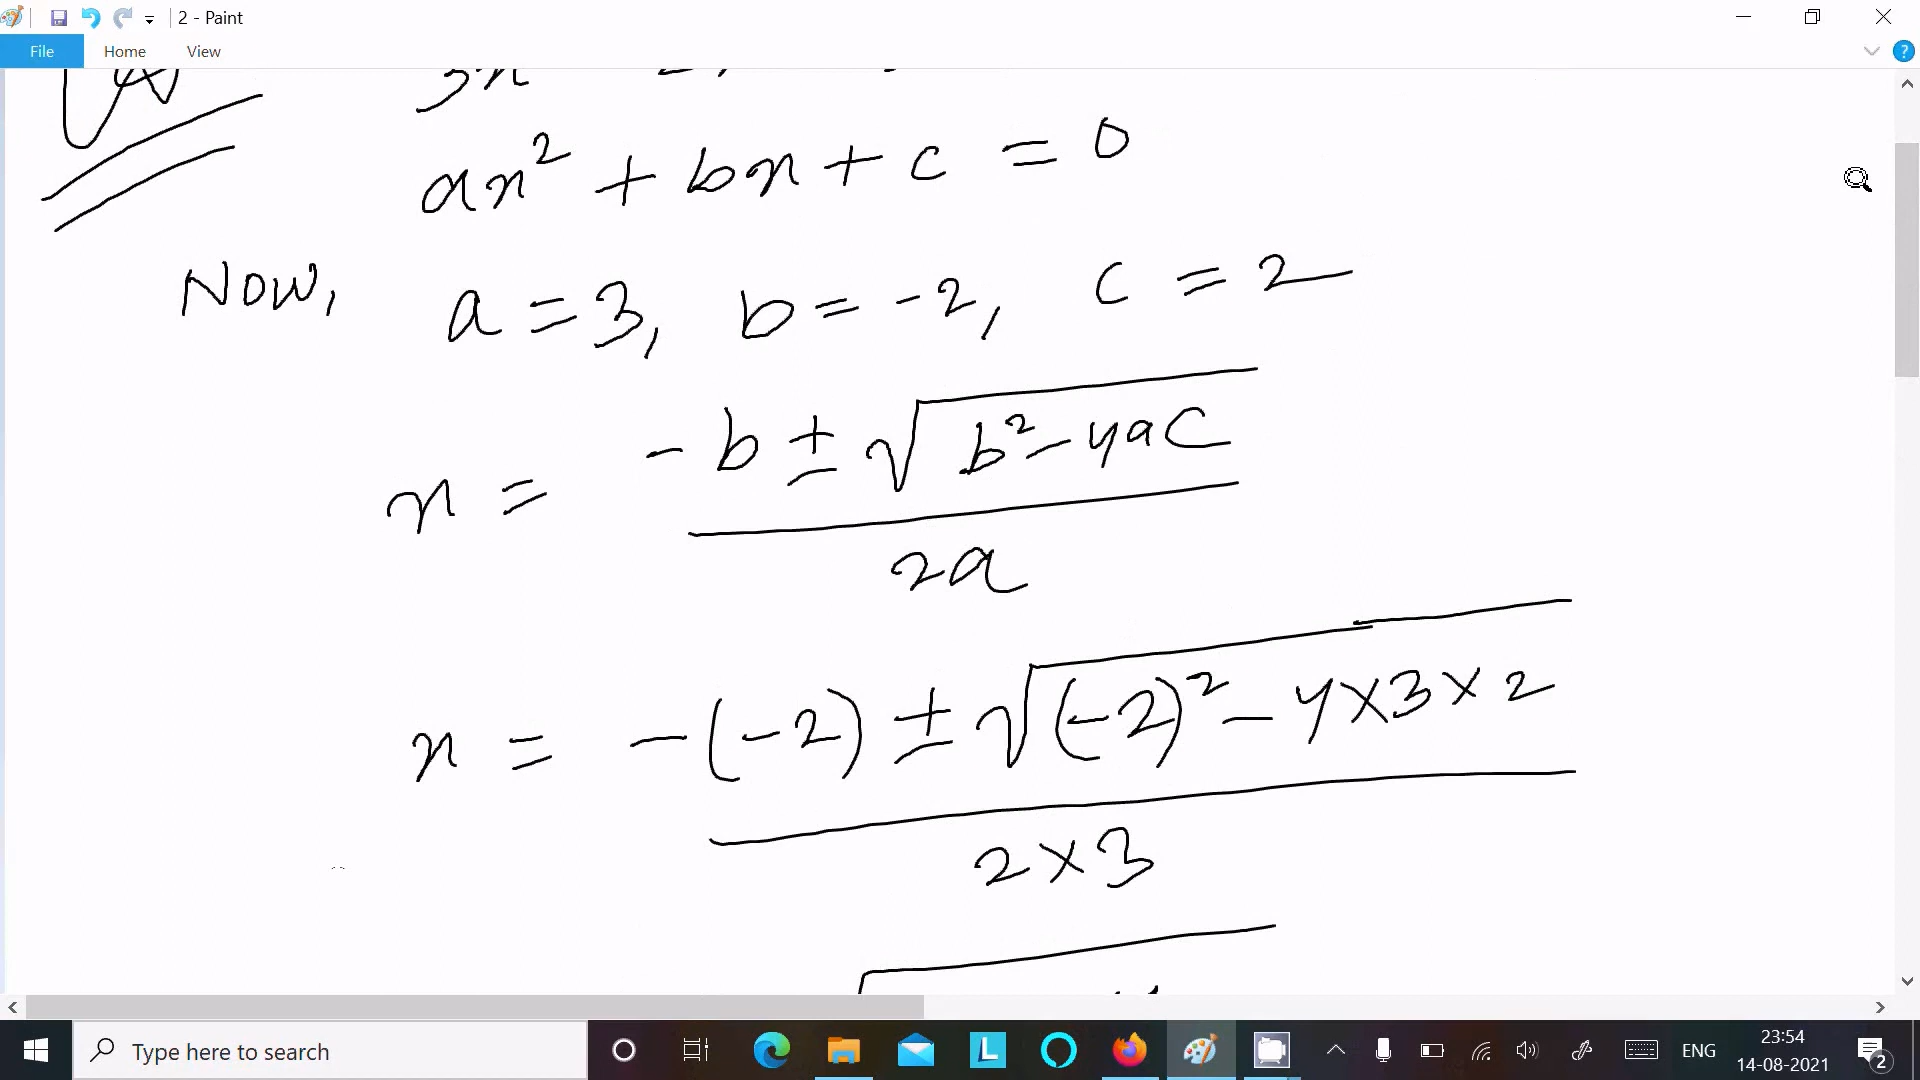 2 - Paint
File Home View
ax² + bx + c = 0
Now, a = 3, b = -2, c = 2
x = (-b ± √(b² - 4ac)) / 2a
x = (-(-2) ± √((-2)² - 4×3×2)) / 2×3
Type here to search
ENG
23:54
14-08-2021
2